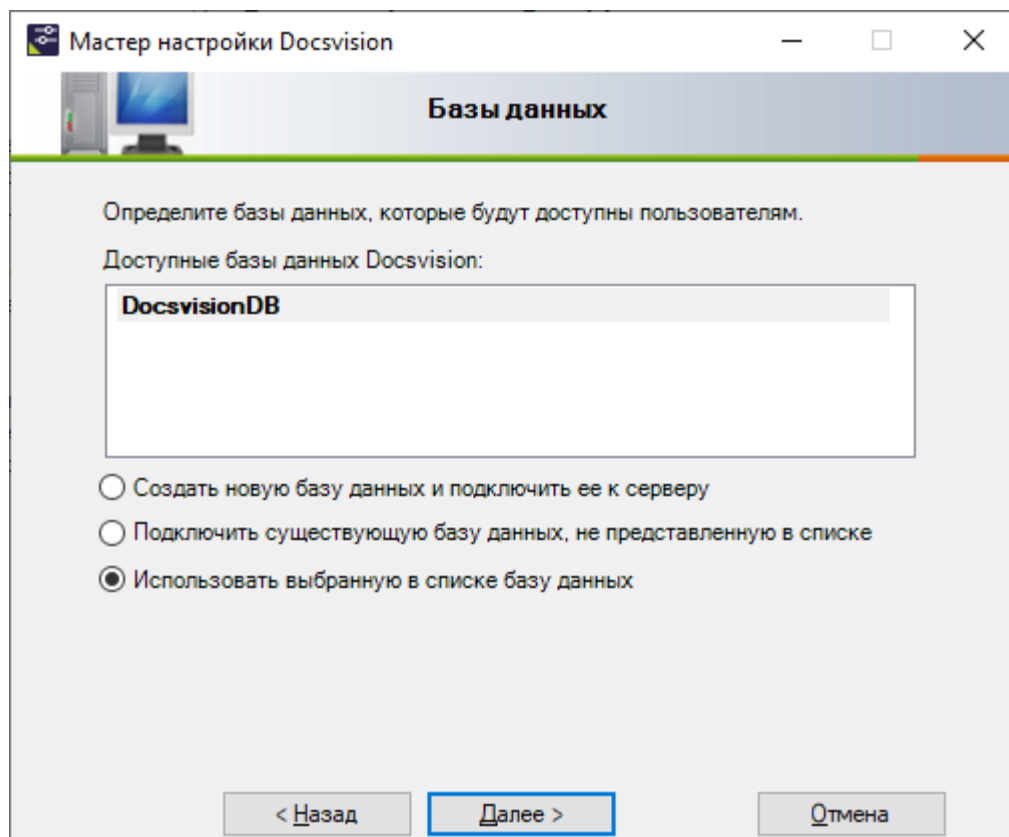 Мастер настройки Docsvision
Базы данных
Определите базы данных, которые будут доступны пользователям.
Доступные базы данных Docsvision:
DocsvisionDB
Создать новую базу данных и подключить ее к серверу
Подключить существующую базу данных, не представленную в списке
Использовать выбранную в списке базу данных
< Назад
Далее >
Отмена